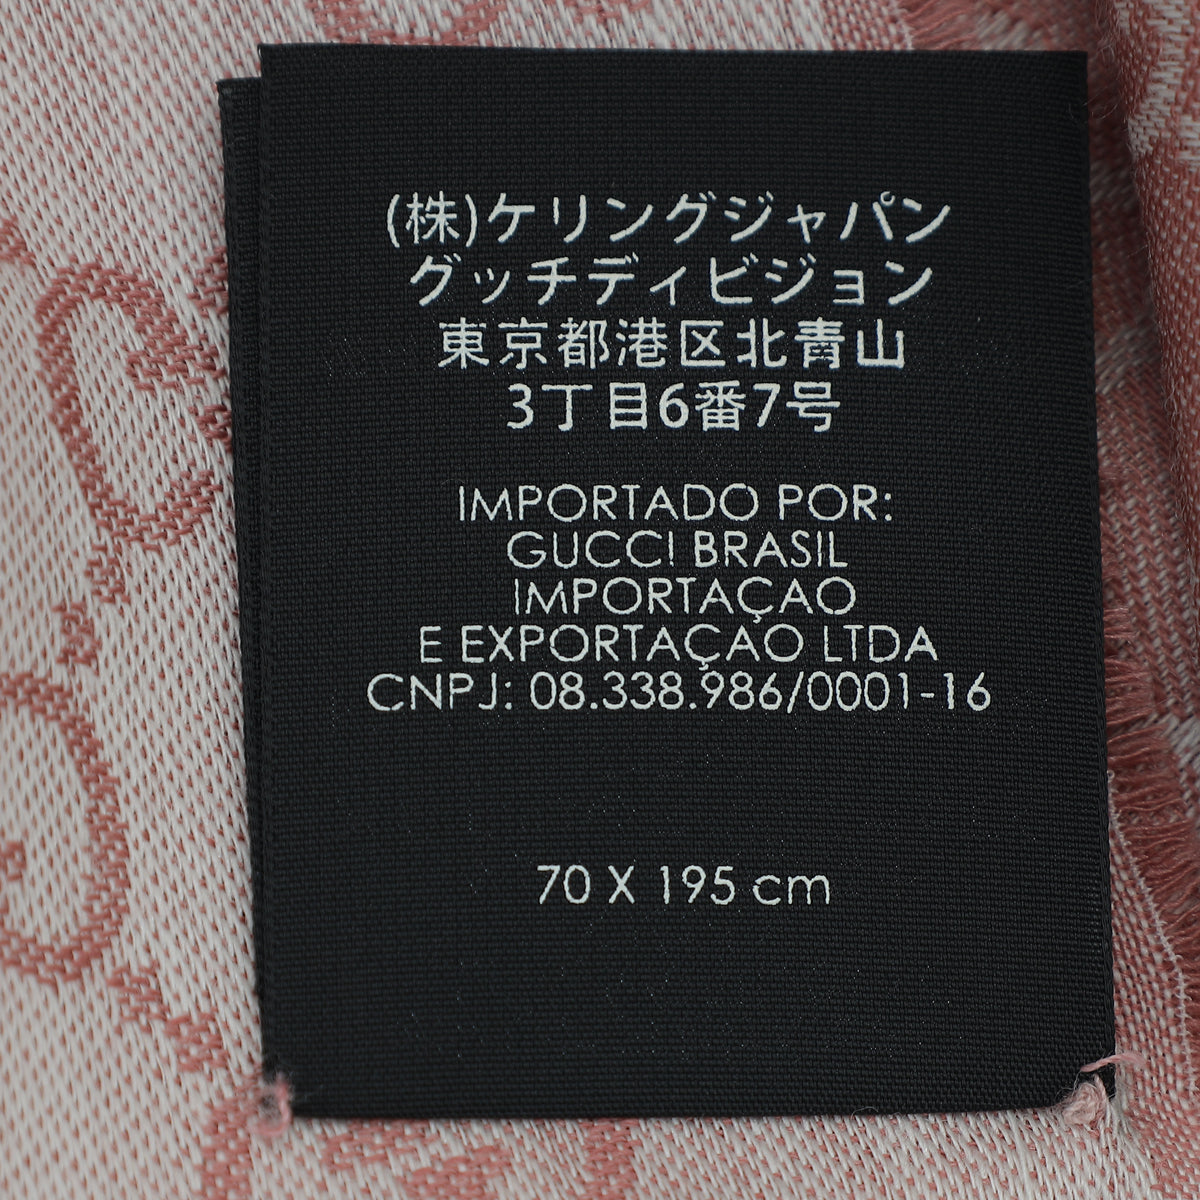 (株)ケリングジャパン
グッチディビジョン
東京都港区北青山
3丁目6番7号
IMPORTADO POR:
GUCCI BRASIL
IMPORTAÇAO
E EXPORTAÇAO LTDA
CNPJ: 08.338.986/0001-16
70 X 195 cm